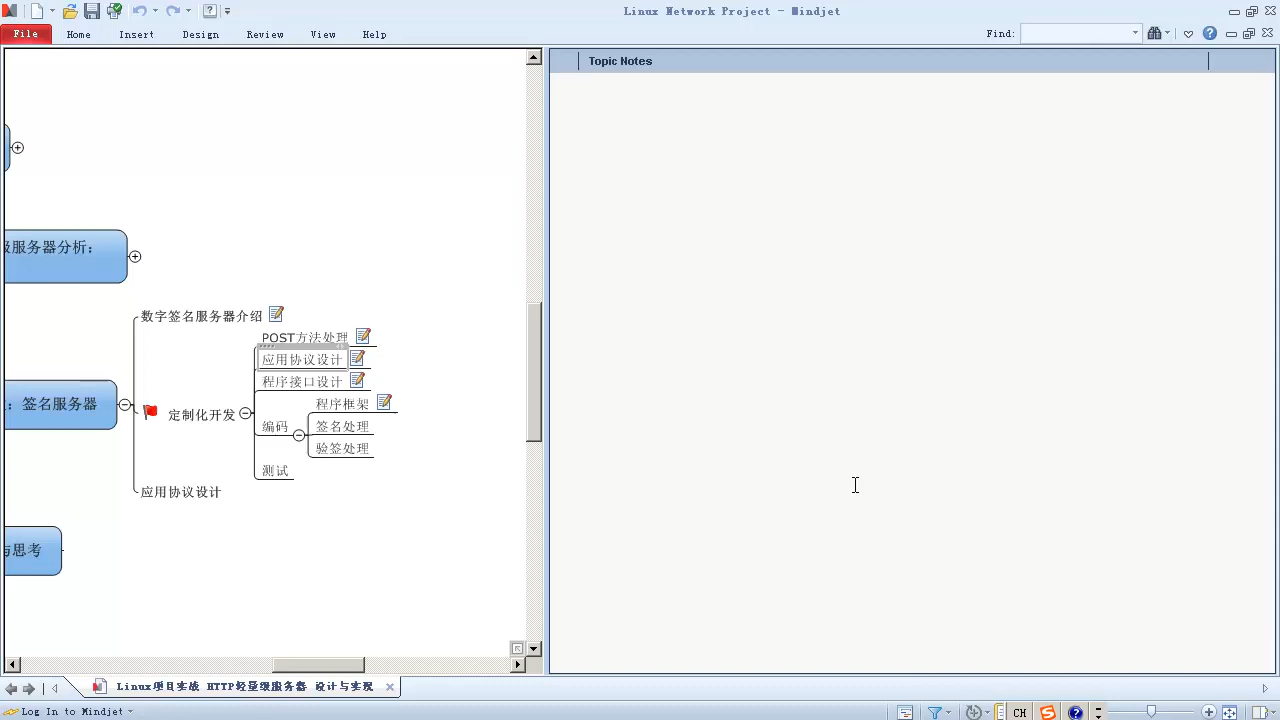 Linux Network Project - Mindjet
File Home Insert Design Review View Help Find:
Topic Notes
级服务器分析:
数字签名服务器介绍
POST方法处理
应用协议设计
程序接口设计
程序框架
: 签名服务器
定制化开发
编码
签名处理
验签处理
测试
应用协议设计
与思考
Linux项目实战 HTTP轻量级服务器 设计与实现
Log In to Mindjet
CH